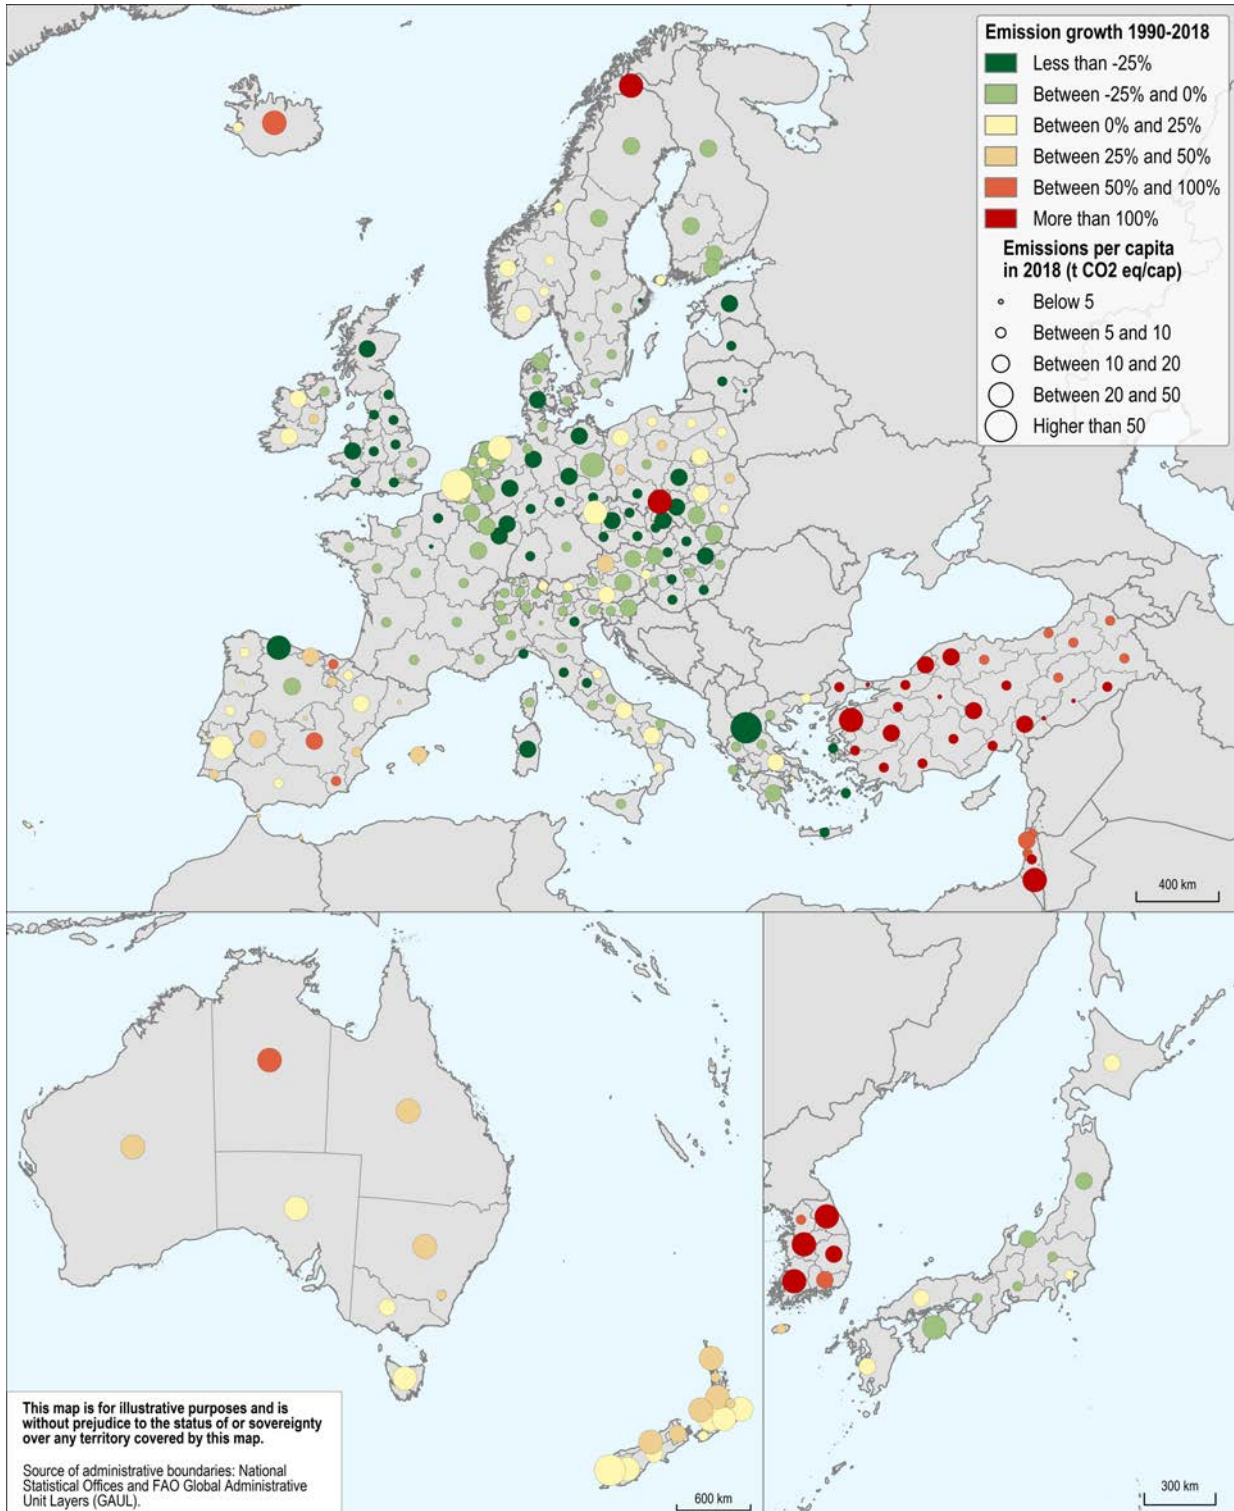 Emission growth 1990-2018
Less than -25%
Between -25% and 0%
Between 0% and 25%
Between 25% and 50%
Between 50% and 100%
More than 100%
Emissions per capita
in 2018 (t CO2 eq/cap)
Below 5
Between 5 and 10
Between 10 and 20
Between 20 and 50
Higher than 50
400 km
This map is for illustrative purposes and is
without prejudice to the status of or sovereignty
over any territory covered by this map.
Source of administrative boundaries: National
Statistical Offices and FAO Global Administrative
Unit Layers (GAUL).
600 km
300 km